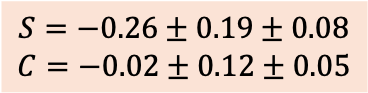 S = −0.26 ± 0.19 ± 0.08
C = −0.02 ± 0.12 ± 0.05